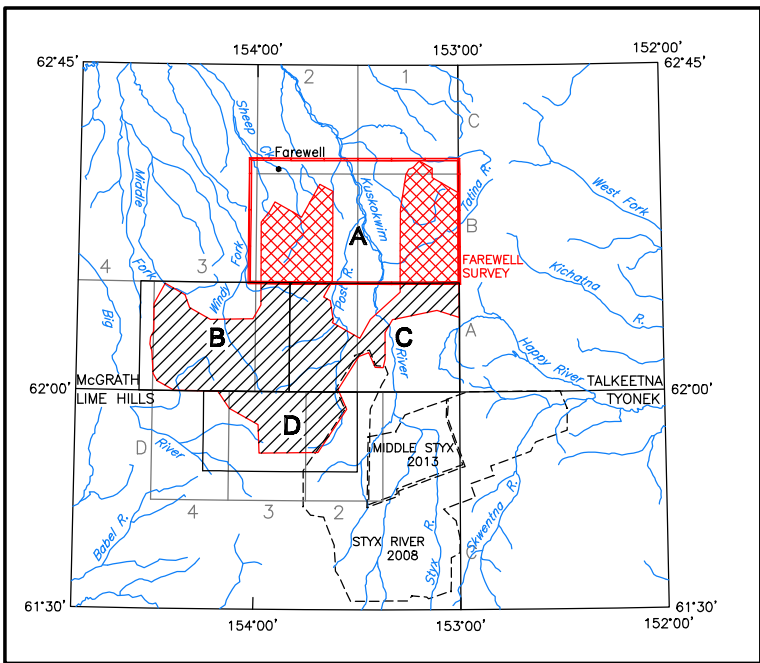 154°00' 153°00' 152°00'
62°45' 62°45'
2 1
Sheep
Ck
C
Farewell
Middle
Kuskokwim
Tatina R.
West Fork
B
A
FAREWELL
SURVEY
4 3
Fork
Fork
Windy
Post R.
Kichatna
R.
Big
B C
River
A
Happy River
McGRATH TALKEETNA
62°00' 62°00'
LIME HILLS TYONEK
D
D
River
MIDDLE STYX
2013
4 3 2
Babel R.
STYX RIVER
2008
Styx
R.
Skwentna R.
C
61°30' 61°30'
154°00' 153°00' 152°00'